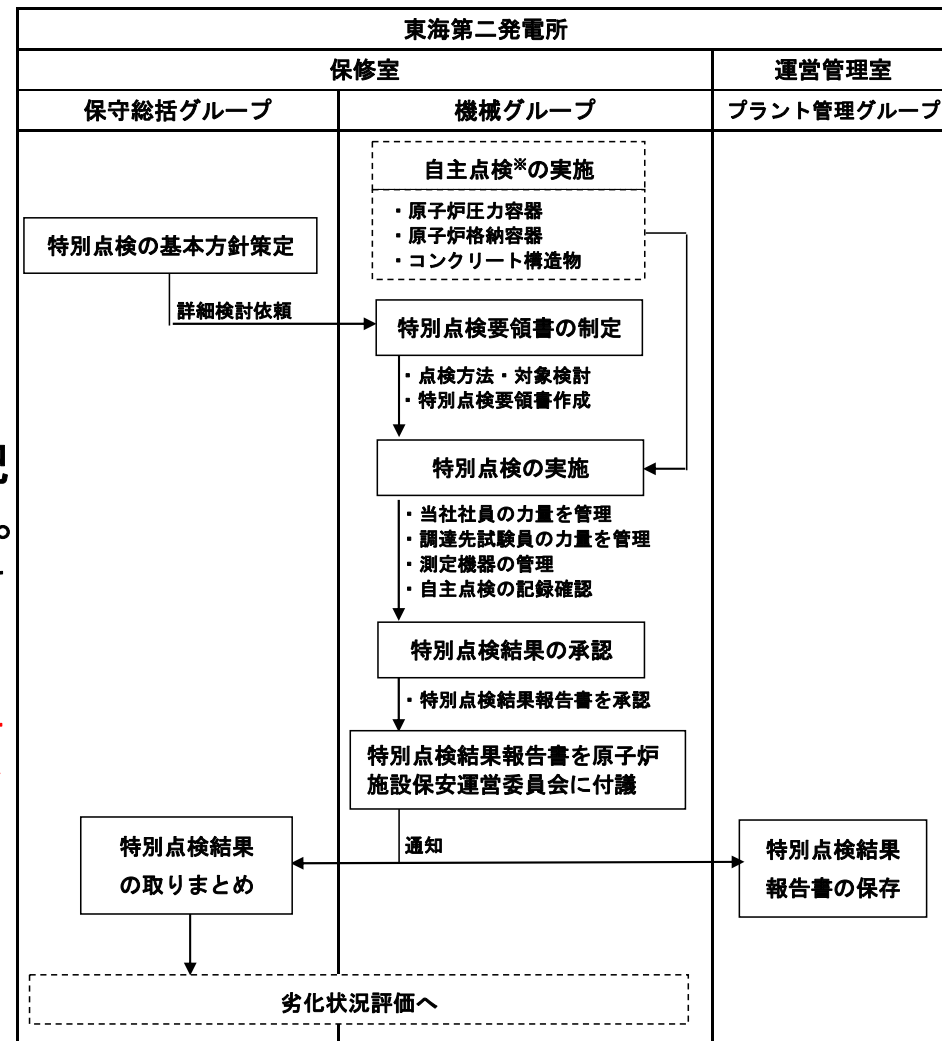 東海第二発電所
保修室
運営管理室
保守総括グループ
機械グループ
プラント管理グループ
自主点検※の実施
・原子炉圧力容器
・原子炉格納容器
・コンクリート構造物
特別点検の基本方針策定
詳細検討依頼
特別点検要領書の制定
・点検方法・対象検討
・特別点検要領書作成
特別点検の実施
・当社社員の力量を管理
・調達先試験員の力量を管理
・測定機器の管理
・自主点検の記録確認
特別点検結果の承認
・特別点検結果報告書を承認
特別点検結果報告書を原子炉
施設保安運営委員会に付議
通知
特別点検結果
の取りまとめ
特別点検結果
報告書の保存
劣化状況評価へ